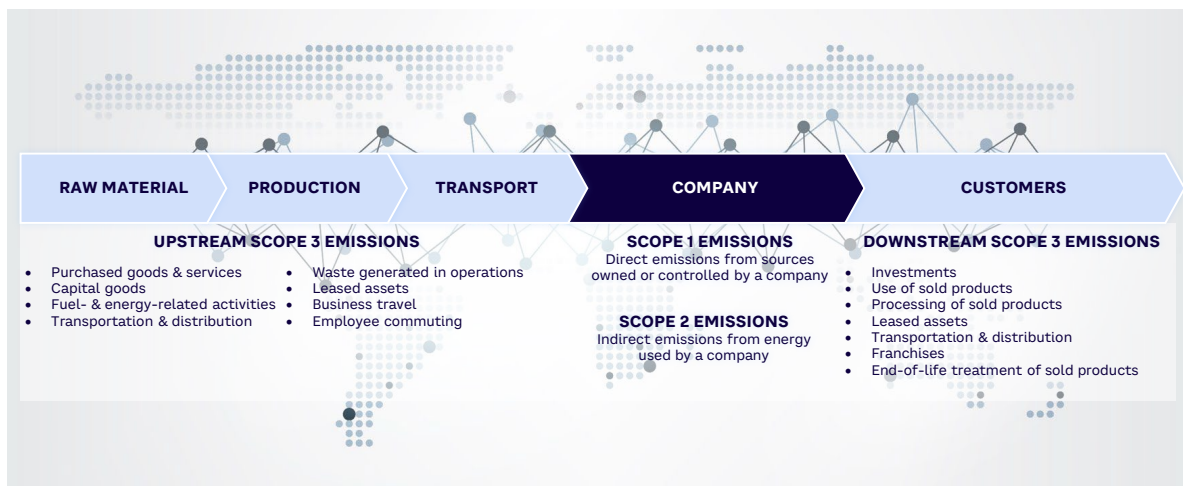 RAW MATERIAL
PRODUCTION
TRANSPORT
COMPANY
CUSTOMERS
UPSTREAM SCOPE 3 EMISSIONS
• Purchased goods & services
• Capital goods
• Fuel- & energy-related activities
• Transportation & distribution
• Waste generated in operations
• Leased assets
• Business travel
• Employee commuting
SCOPE 1 EMISSIONS
Direct emissions from sources
owned or controlled by a company
SCOPE 2 EMISSIONS
Indirect emissions from energy
used by a company
DOWNSTREAM SCOPE 3 EMISSIONS
• Investments
• Use of sold products
• Processing of sold products
• Leased assets
• Transportation & distribution
• Franchises
• End-of-life treatment of sold products